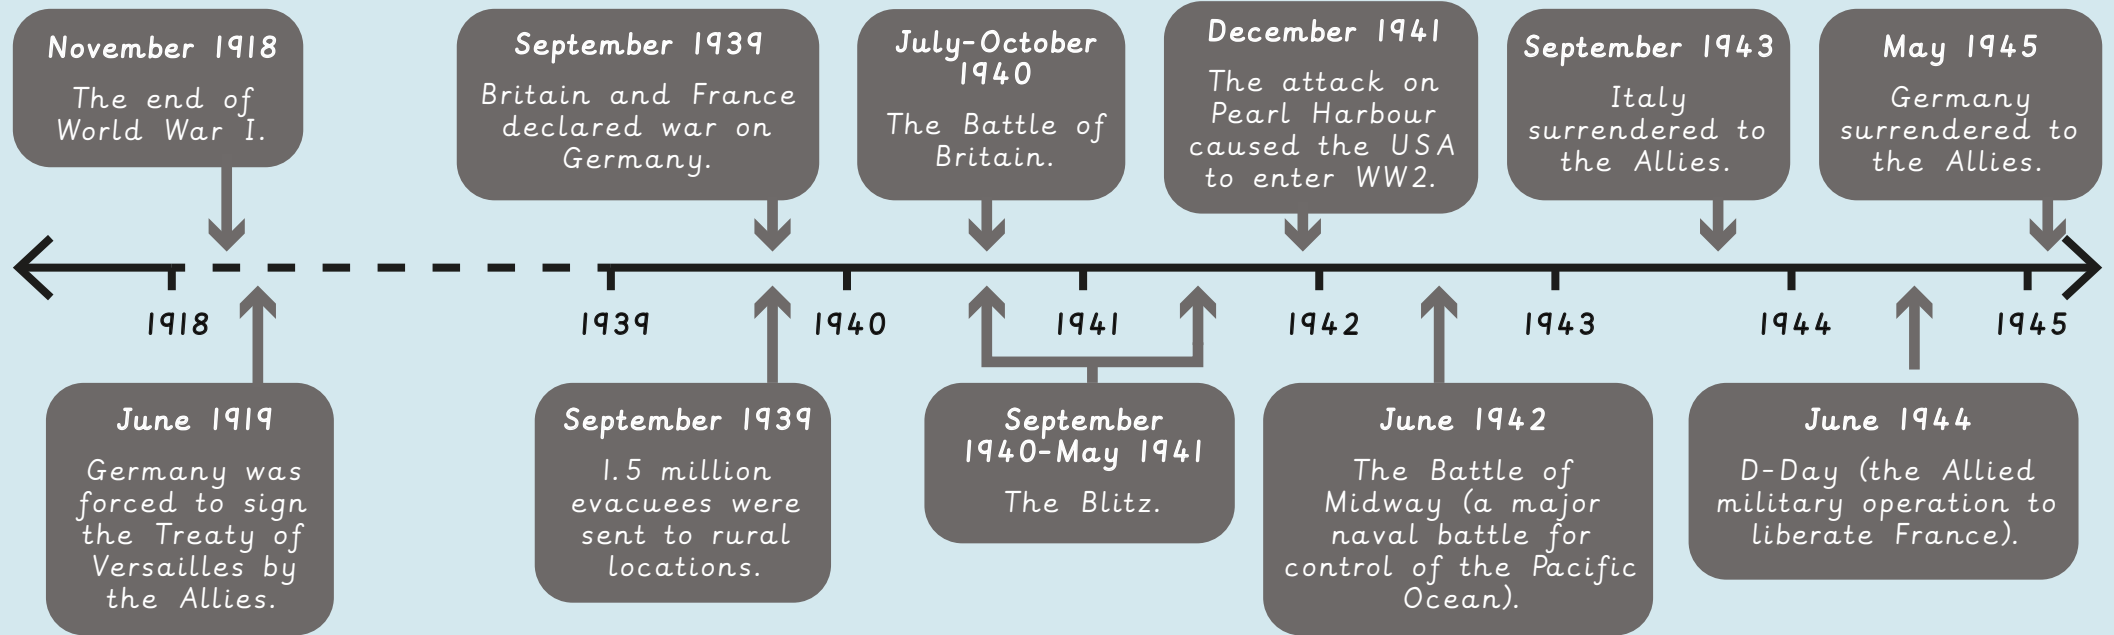 November 1918
The end of
World War I.
September 1939
Britain and France
declared war on
Germany.
July-October
1940
The Battle of
Britain.
December 1941
The attack on
Pearl Harbour
caused the USA
to enter WW2.
September 1943
Italy
surrendered to
the Allies.
May 1945
Germany
surrendered to
the Allies.
1918
1939
1940
1941
1942
1943
1944
1945
June 1919
Germany was
forced to sign
the Treaty of
Versailles by
the Allies.
September 1939
1.5 million
evacuees were
sent to rural
locations.
September
1940-May 1941
The Blitz.
June 1942
The Battle of
Midway (a major
naval battle for
control of the Pacific
Ocean).
June 1944
D-Day (the Allied
military operation to
liberate France).